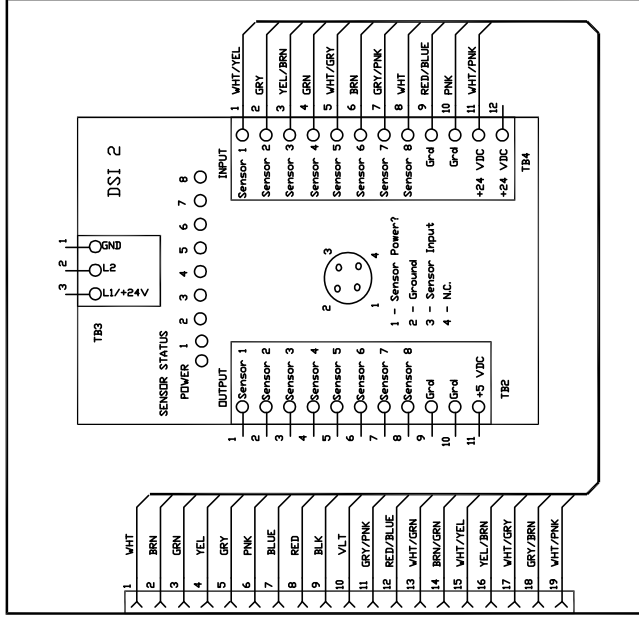 DSI 2
1 GND
2 L2
3 L1/+24V
TB3
SENSOR STATUS
POWER 1 2 3 4 5 6 7 8
INPUT
1 WHT/YEL Sensor 1
2 GRY Sensor 2
3 YEL/BRN Sensor 3
4 GRN Sensor 4
5 WHT/GRY Sensor 5
6 BRN Sensor 6
7 GRY/PNK Sensor 7
8 WHT Sensor 8
9 RED/BLUE Grd
10 PNK Grd
11 WHT/PNK +24 VDC
12 +24 VDC
TB4
2 3
1 4
1 - Sensor Power?
2 - Ground
3 - Sensor Input
4 - N.C.
OUTPUT
1 Sensor 1
2 Sensor 2
3 Sensor 3
4 Sensor 4
5 Sensor 5
6 Sensor 6
7 Sensor 7
8 Sensor 8
9 Grd
10 Grd
11 +5 VDC
TB2
1 WHT
2 BRN
3 GRN
4 YEL
5 GRY
6 PNK
7 BLUE
8 RED
9 BLK
10 VLT
11 GRY/PNK
12 RED/BLUE
13 WHT/GRN
14 BRN/GRN
15 WHT/YEL
16 YEL/BRN
17 WHT/GRY
18 GRY/BRN
19 WHT/PNK